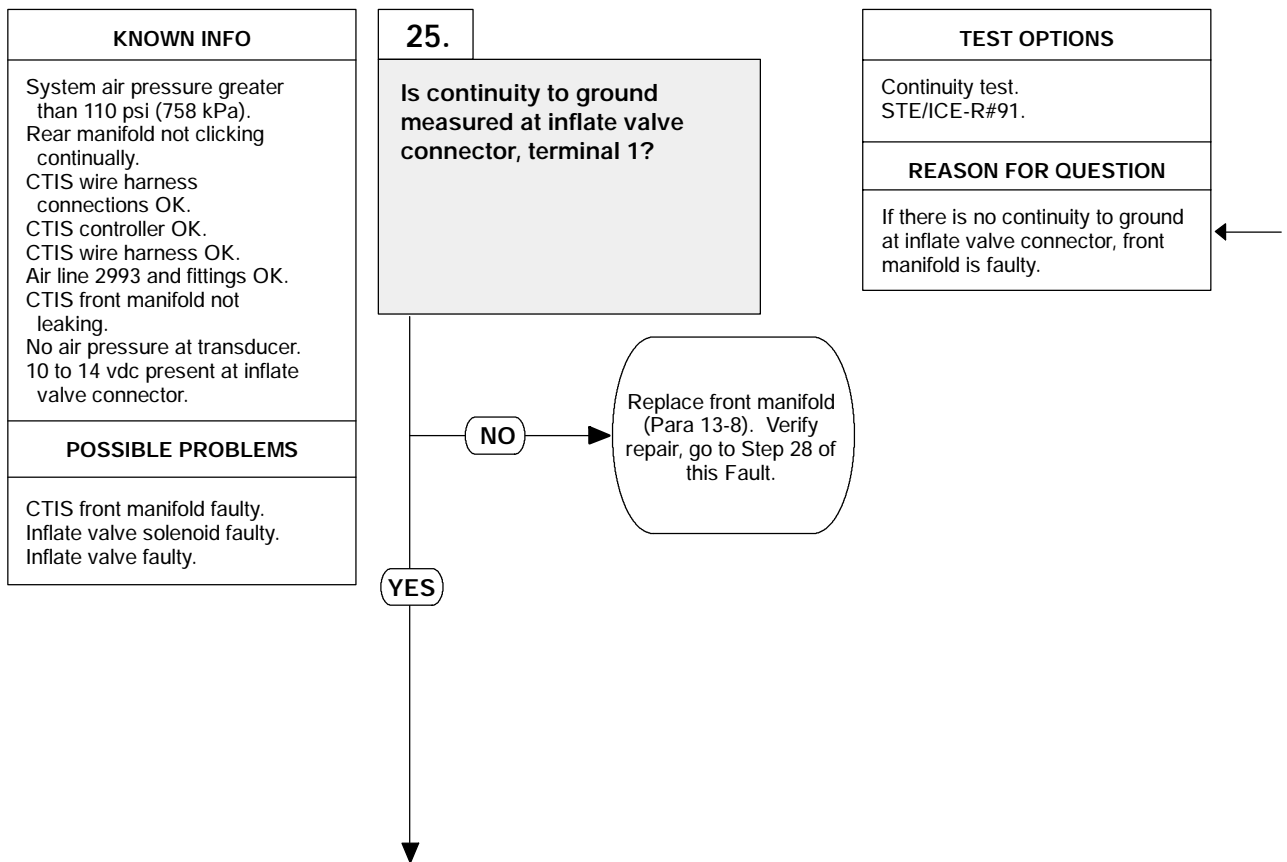 KNOWN INFO
System air pressure greater
than 110 psi (758 kPa).
Rear manifold not clicking
continually.
CTIS wire harness
connections OK.
CTIS controller OK.
CTIS wire harness OK.
Air line 2993 and fittings OK.
CTIS front manifold not
leaking.
No air pressure at transducer.
10 to 14 vdc present at inflate
valve connector.
POSSIBLE PROBLEMS
CTIS front manifold faulty.
Inflate valve solenoid faulty.
Inflate valve faulty.
25.
Is continuity to ground
measured at inflate valve
connector, terminal 1?
NO
Replace front manifold
(Para 13-8). Verify
repair, go to Step 28 of
this Fault.
YES
TEST OPTIONS
Continuity test.
STE/ICE-R#91.
REASON FOR QUESTION
If there is no continuity to ground
at inflate valve connector, front
manifold is faulty.